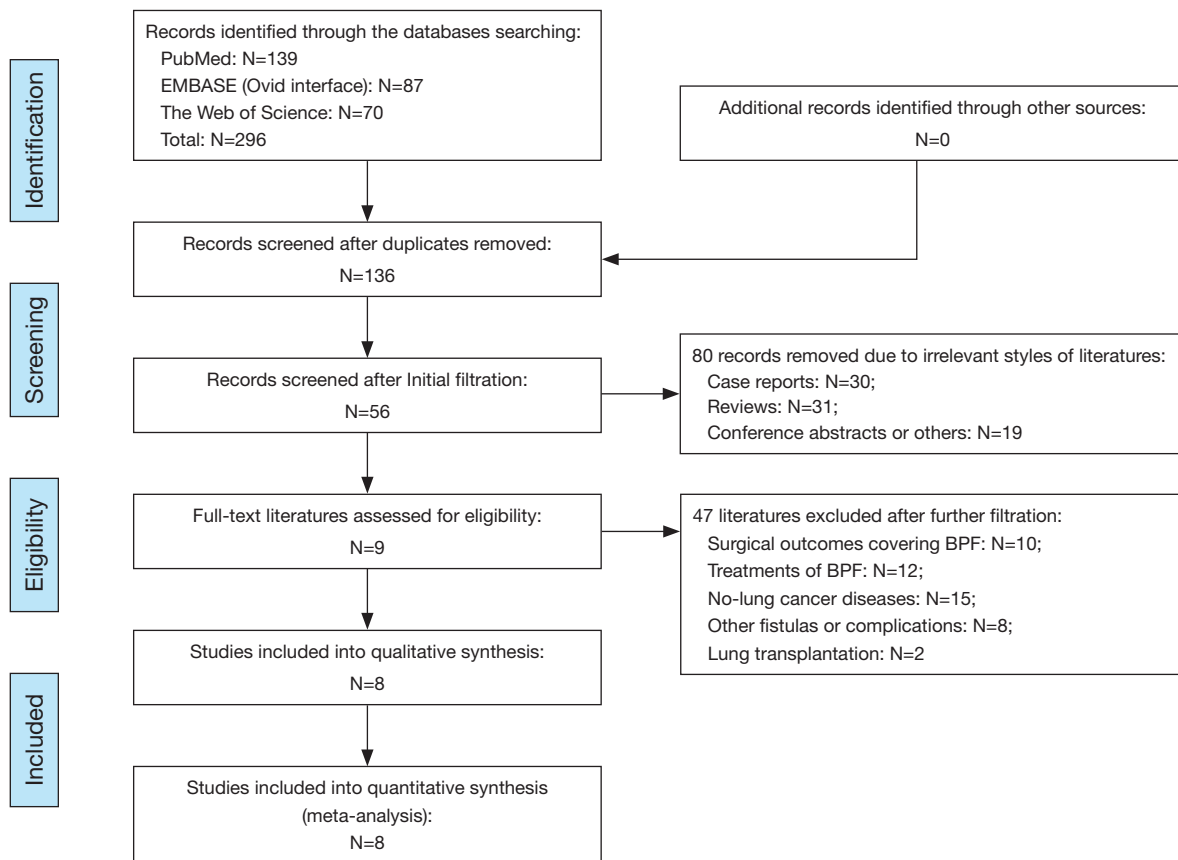 Identification
Records identified through the databases searching:
PubMed: N=139
EMBASE (Ovid interface): N=87
The Web of Science: N=70
Total: N=296
Additional records identified through other sources:
N=0
Records screened after duplicates removed:
N=136
Screening
Records screened after Initial filtration:
N=56
80 records removed due to irrelevant styles of literatures:
Case reports: N=30;
Reviews: N=31;
Conference abstracts or others: N=19
Eligibility
Full-text literatures assessed for eligibility:
N=9
47 literatures excluded after further filtration:
Surgical outcomes covering BPF: N=10;
Treatments of BPF: N=12;
No-lung cancer diseases: N=15;
Other fistulas or complications: N=8;
Lung transplantation: N=2
Studies included into qualitative synthesis:
N=8
Included
Studies included into quantitative synthesis
(meta-analysis):
N=8